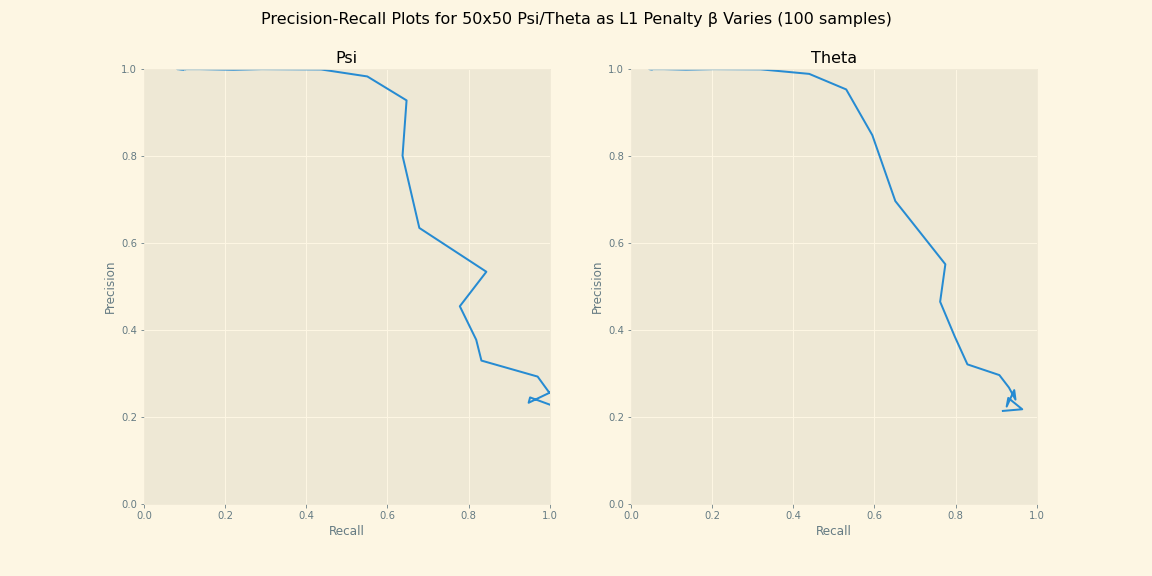 Precision-Recall Plots for 50x50 Psi/Theta as L1 Penalty β Varies (100 samples)
Psi
1.0
0.8
0.6
0.4
0.2
0.0
Precision
0.0 0.2 0.4 0.6 0.8 1.0
Recall
Theta
1.0
0.8
0.6
0.4
0.2
0.0
Precision
0.0 0.2 0.4 0.6 0.8 1.0
Recall